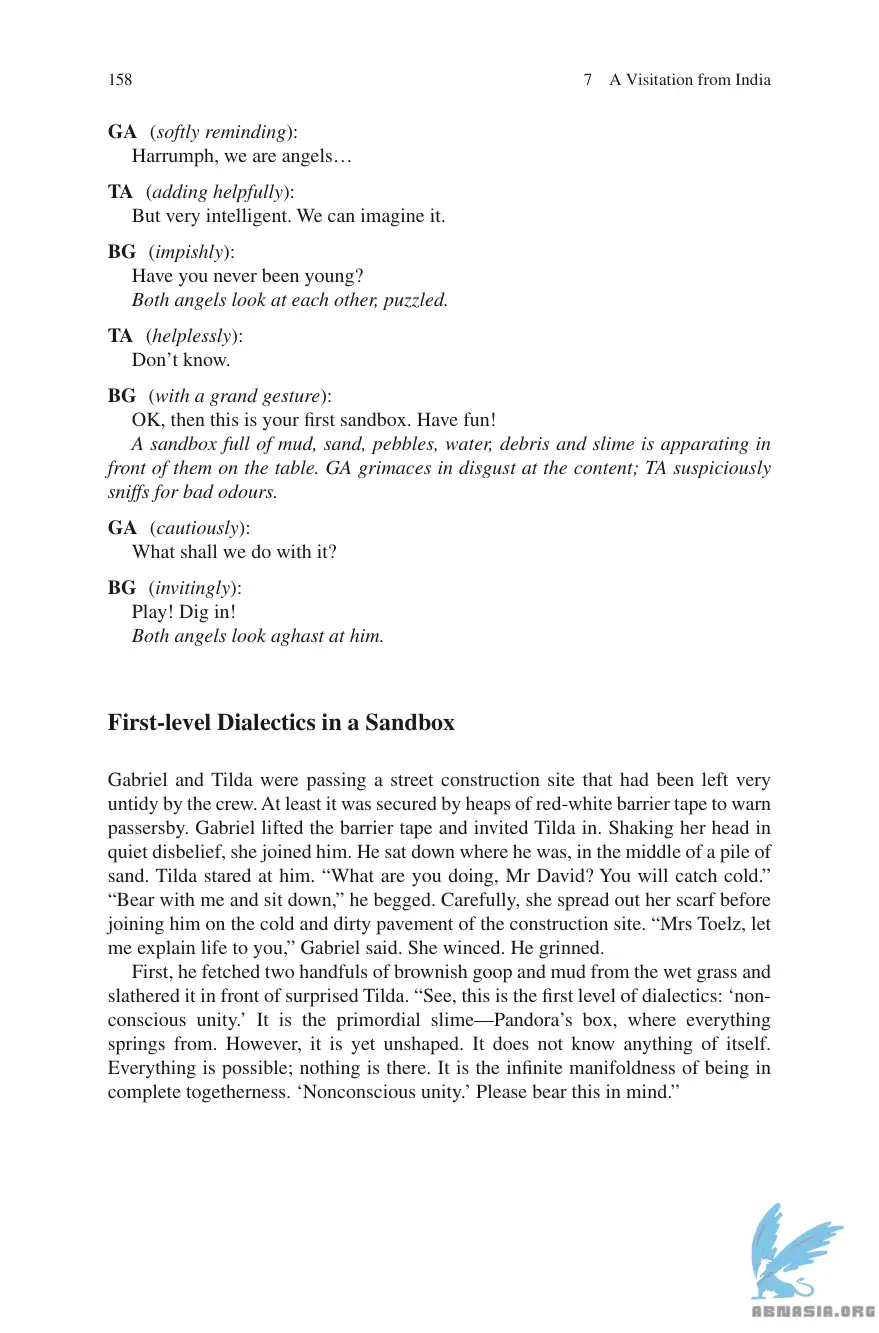 158
7 A Visitation from India
GA (softly reminding):
Harrumph, we are angels…
TA (adding helpfully):
But very intelligent. We can imagine it.
BG (impishly):
Have you never been young?
Both angels look at each other, puzzled.
TA (helplessly):
Don’t know.
BG (with a grand gesture):
OK, then this is your first sandbox. Have fun!
A sandbox full of mud, sand, pebbles, water, debris and slime is apparating in
front of them on the table. GA grimaces in disgust at the content; TA suspiciously
sniffs for bad odours.
GA (cautiously):
What shall we do with it?
BG (invitingly):
Play! Dig in!
Both angels look aghast at him.
First-level Dialectics in a Sandbox
Gabriel and Tilda were passing a street construction site that had been left very
untidy by the crew. At least it was secured by heaps of red-white barrier tape to warn
passersby. Gabriel lifted the barrier tape and invited Tilda in. Shaking her head in
quiet disbelief, she joined him. He sat down where he was, in the middle of a pile of
sand. Tilda stared at him. “What are you doing, Mr David? You will catch cold.”
“Bear with me and sit down,” he begged. Carefully, she spread out her scarf before
joining him on the cold and dirty pavement of the construction site. “Mrs Toelz, let
me explain life to you,” Gabriel said. She winced. He grinned.
First, he fetched two handfuls of brownish goop and mud from the wet grass and
slathered it in front of surprised Tilda. “See, this is the first level of dialectics: ‘non-
conscious unity.’ It is the primordial slime—Pandora’s box, where everything
springs from. However, it is yet unshaped. It does not know anything of itself.
Everything is possible; nothing is there. It is the infinite manifoldness of being in
complete togetherness. ‘Nonconscious unity.’ Please bear this in mind.”
ABNASIA.ORG